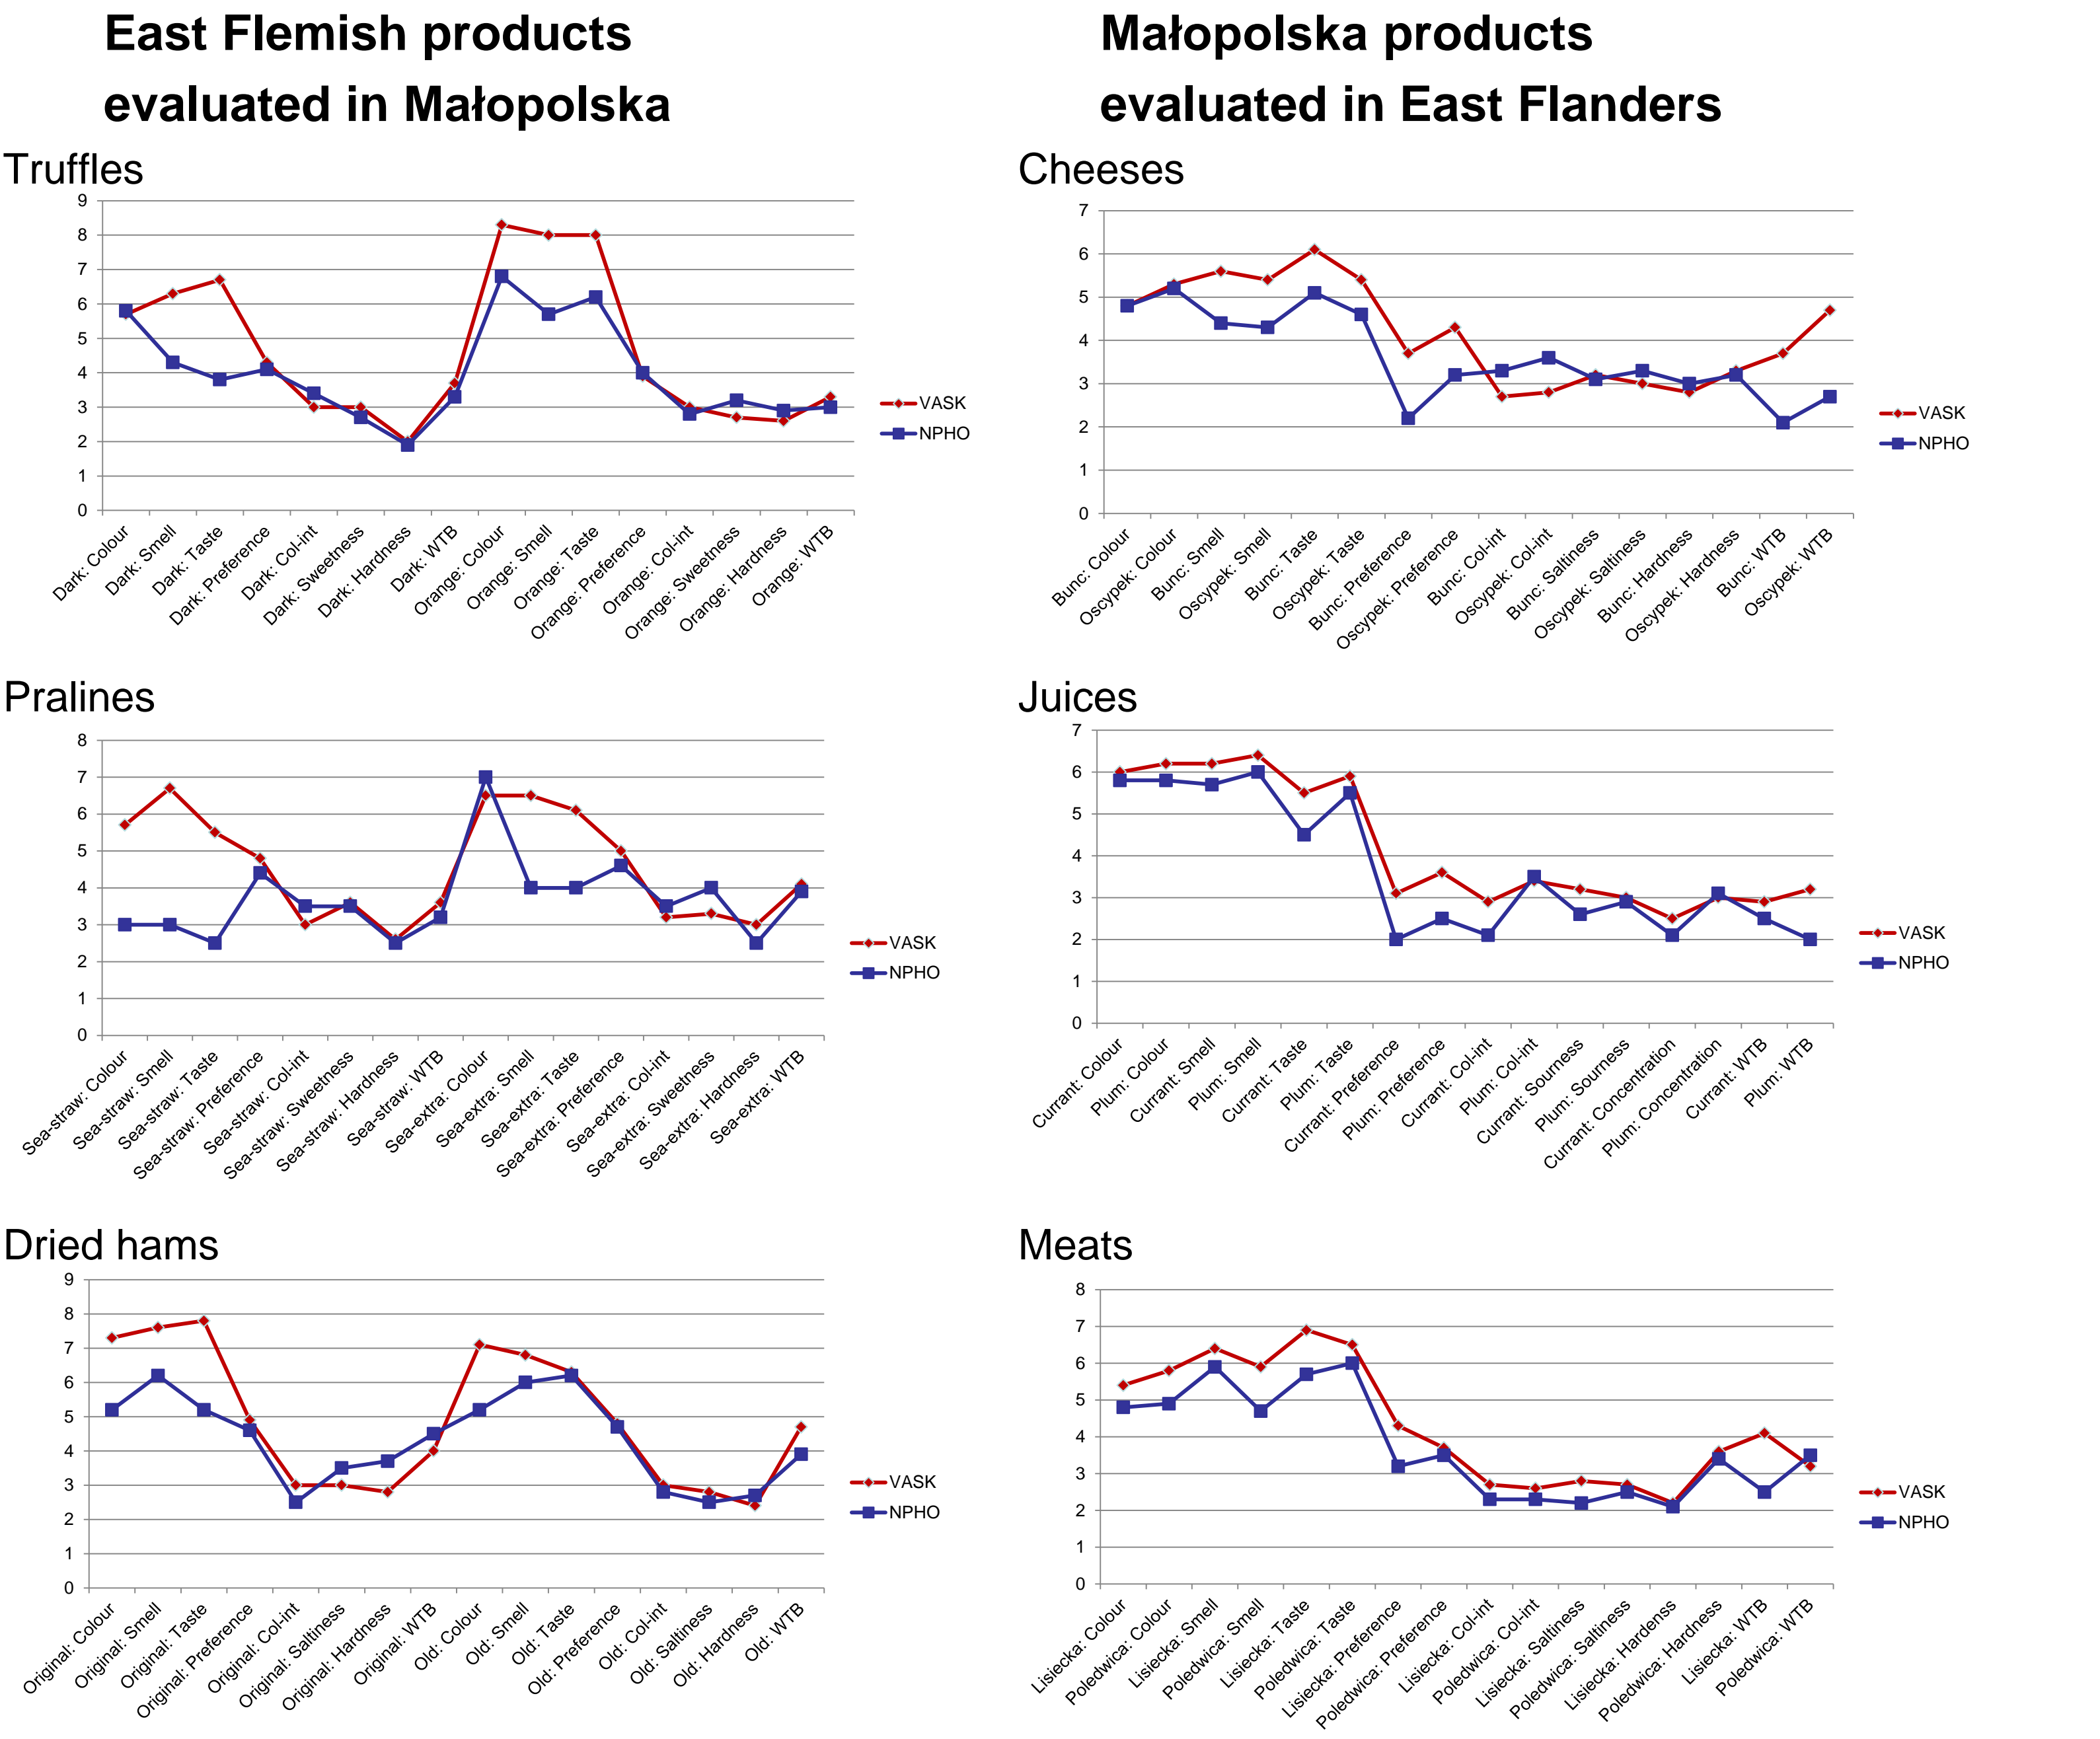 East Flemish products
evaluated in Małopolska
Małopolska products
evaluated in East Flanders
Truffles
9
8
7
6
5
4
3
2
1
0
Dark: Colour
Dark: Smell
Dark: Taste
Dark: Preference
Dark: Col-int
Dark: Sweetness
Dark: Hardness
Dark: WTB
Orange: Colour
Orange: Smell
Orange: Taste
Orange: Preference
Orange: Col-int
Orange: Sweetness
Orange: Hardness
Orange: WTB
VASK
NPHO
Cheeses
7
6
5
4
3
2
1
0
Bunc: Colour
Oscypek: Colour
Bunc: Smell
Oscypek: Smell
Bunc: Taste
Oscypek: Taste
Bunc: Preference
Oscypek: Preference
Bunc: Col-int
Oscypek: Col-int
Bunc: Saltiness
Oscypek: Saltiness
Bunc: Hardness
Oscypek: Hardness
Bunc: WTB
Oscypek: WTB
VASK
NPHO
Pralines
8
7
6
5
4
3
2
1
0
Sea-straw: Colour
Sea-straw: Smell
Sea-straw: Taste
Sea-straw: Preference
Sea-straw: Col-int
Sea-straw: Sweetness
Sea-straw: Hardness
Sea-straw: WTB
Sea-extra: Colour
Sea-extra: Smell
Sea-extra: Taste
Sea-extra: Preference
Sea-extra: Col-int
Sea-extra: Sweetness
Sea-extra: Hardness
Sea-extra: WTB
VASK
NPHO
Juices
7
6
5
4
3
2
1
0
Currant: Colour
Plum: Colour
Currant: Smell
Plum: Smell
Currant: Taste
Plum: Taste
Currant: Preference
Plum: Preference
Currant: Col-int
Plum: Col-int
Currant: Sourness
Plum: Sourness
Currant: Concentration
Plum: Concentration
Currant: WTB
Plum: WTB
VASK
NPHO
Dried hams
9
8
7
6
5
4
3
2
1
0
Original: Colour
Original: Smell
Original: Taste
Original: Preference
Original: Col-int
Original: Saltiness
Original: Hardness
Original: WTB
Old: Colour
Old: Smell
Old: Taste
Old: Preference
Old: Col-int
Old: Saltiness
Old: Hardness
Old: WTB
VASK
NPHO
Meats
8
7
6
5
4
3
2
1
0
Lisiecka: Colour
Poledwica: Colour
Lisiecka: Smell
Poledwica: Smell
Lisiecka: Taste
Poledwica: Taste
Lisiecka: Preference
Poledwica: Preference
Lisiecka: Col-int
Poledwica: Col-int
Lisiecka: Saltiness
Poledwica: Saltiness
Lisiecka: Hardenss
Poledwica: Hardness
Lisiecka: WTB
Poledwica: WTB
VASK
NPHO